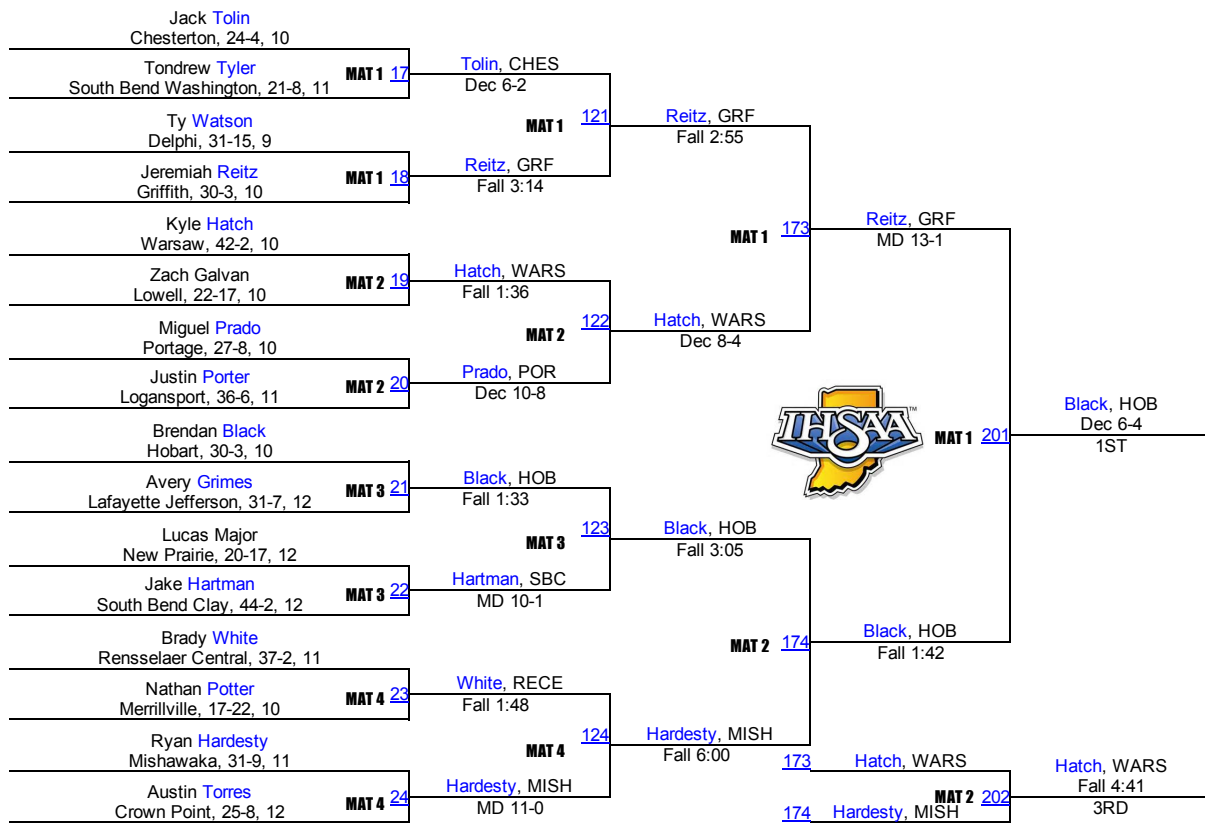 Jack Tolin
Chesterton, 24-4, 10
Tondrew Tyler
South Bend Washington, 21-8, 11
MAT 1 17
Tolin, CHES
Dec 6-2
Ty Watson
Delphi, 31-15, 9
Jeremiah Reitz
Griffith, 30-3, 10
MAT 1 18
Reitz, GRF
Fall 3:14
MAT 1 121
Reitz, GRF
Fall 2:55
Kyle Hatch
Warsaw, 42-2, 10
Zach Galvan
Lowell, 22-17, 10
MAT 2 19
Hatch, WARS
Fall 1:36
Miguel Prado
Portage, 27-8, 10
Justin Porter
Logansport, 36-6, 11
MAT 2 20
Prado, POR
Dec 10-8
MAT 2 122
Hatch, WARS
Dec 8-4
MAT 1 173
Reitz, GRF
MD 13-1
Brendan Black
Hobart, 30-3, 10
Avery Grimes
Lafayette Jefferson, 31-7, 12
MAT 3 21
Black, HOB
Fall 1:33
Lucas Major
New Prairie, 20-17, 12
Jake Hartman
South Bend Clay, 44-2, 12
MAT 3 22
Hartman, SBC
MD 10-1
MAT 3 123
Black, HOB
Fall 3:05
Brady White
Rensselaer Central, 37-2, 11
Nathan Potter
Merrillville, 17-22, 10
MAT 4 23
White, RECE
Fall 1:48
Ryan Hardesty
Mishawaka, 31-9, 11
Austin Torres
Crown Point, 25-8, 12
MAT 4 24
Hardesty, MISH
MD 11-0
MAT 4 124
Hardesty, MISH
Fall 6:00
MAT 2 174
Black, HOB
Fall 1:42
IHSAA™
MAT 1 201
Black, HOB
Dec 6-4
1ST
173 Hatch, WARS
174 Hardesty, MISH
MAT 2 202
Hatch, WARS
Fall 4:41
3RD